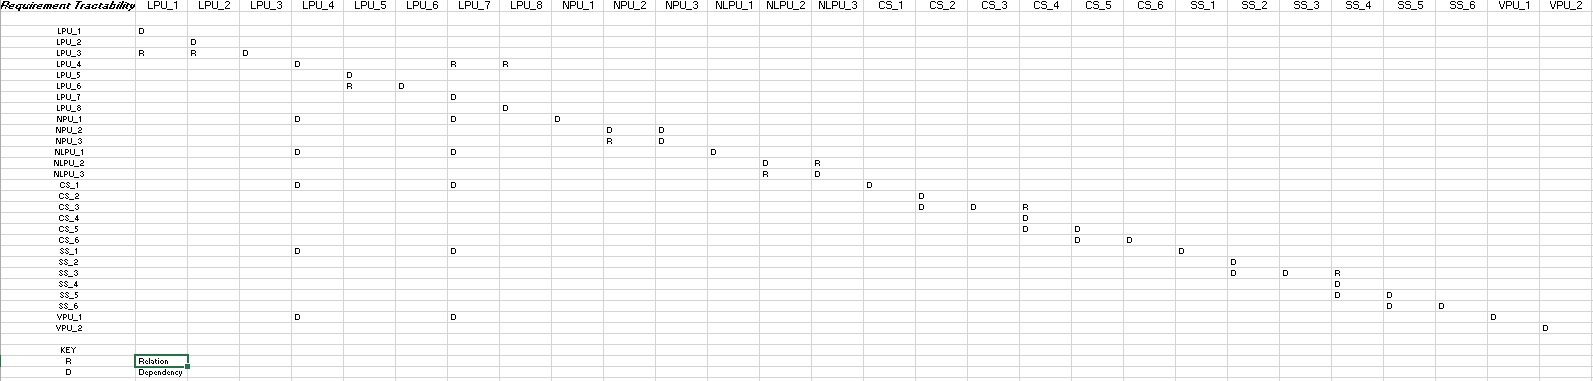 Requirement Tractability LPU_1 LPU_2 LPU_3 LPU_4 LPU_5 LPU_6 LPU_7 LPU_8 NPU_1 NPU_2 NPU_3 NLPU_1 NLPU_2 NLPU_3 CS_1 CS_2 CS_3 CS_4 CS_5 CS_6 SS_1 SS_2 SS_3 SS_4 SS_5 SS_6 VPU_1 VPU_2
LPU_1 D
LPU_2 D
LPU_3 R R D
LPU_4 D R R
LPU_5 D
LPU_6 R D
LPU_7 D
LPU_8 D
NPU_1 D D D
NPU_2 D D
NPU_3 R D
NLPU_1 D D D
NLPU_2 D R
NLPU_3 R D
CS_1 D D D
CS_2 D
CS_3 D D R
CS_4 D
CS_5 D D
CS_6 D D
SS_1 D D D
SS_2 D
SS_3 D D R
SS_4 D
SS_5 D D
SS_6 D D
VPU_1 D D D
VPU_2 D
KEY
R Relation
D Dependency